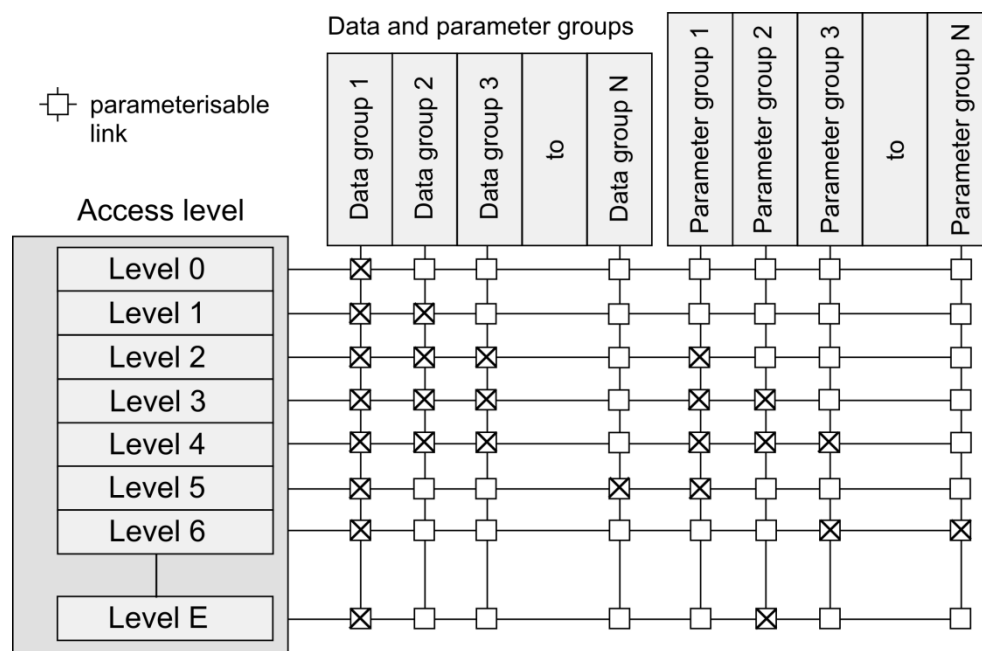 Data and parameter groups
parameterisable
link
Data group 1
Data group 2
Data group 3
to
Data group N
Parameter group 1
Parameter group 2
Parameter group 3
to
Parameter group N
Access level
Level 0
Level 1
Level 2
Level 3
Level 4
Level 5
Level 6
Level E